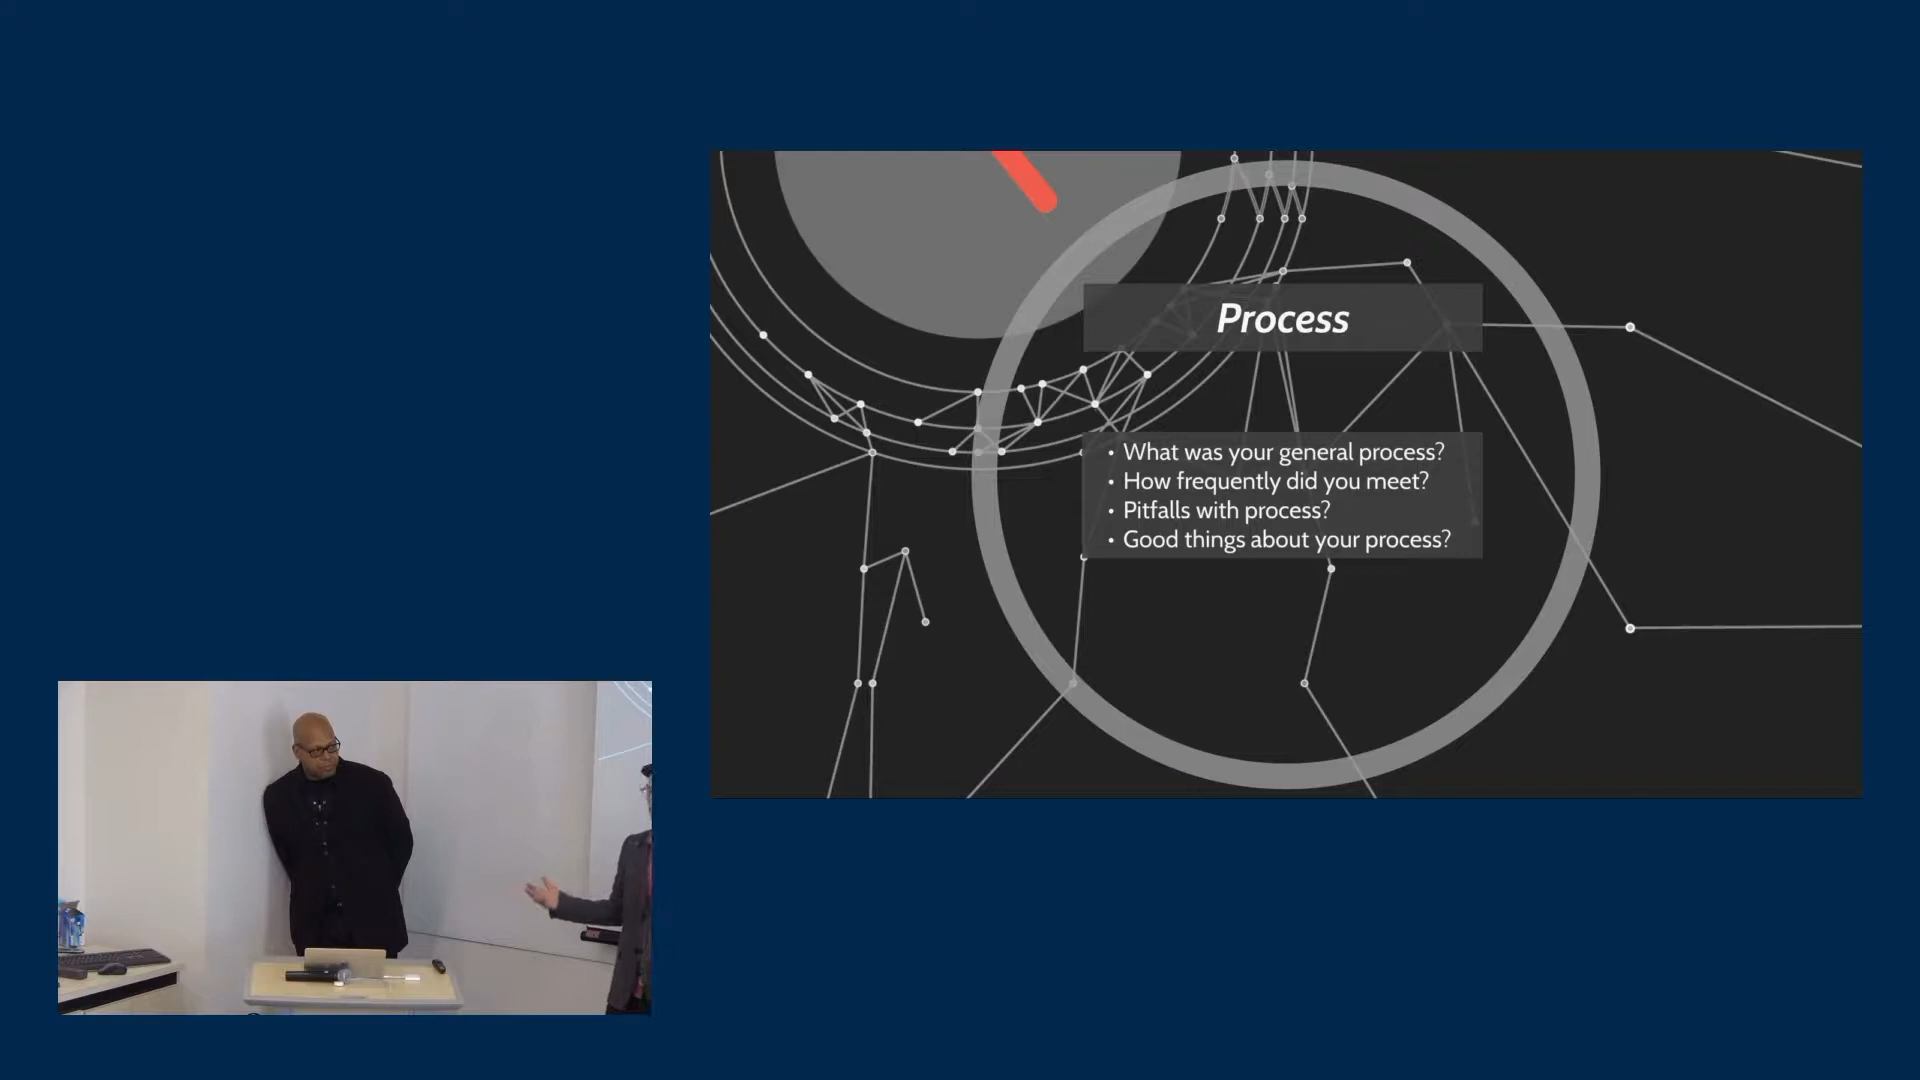 Process
• What was your general process?
• How frequently did you meet?
• Pitfalls with process?
• Good things about your process?